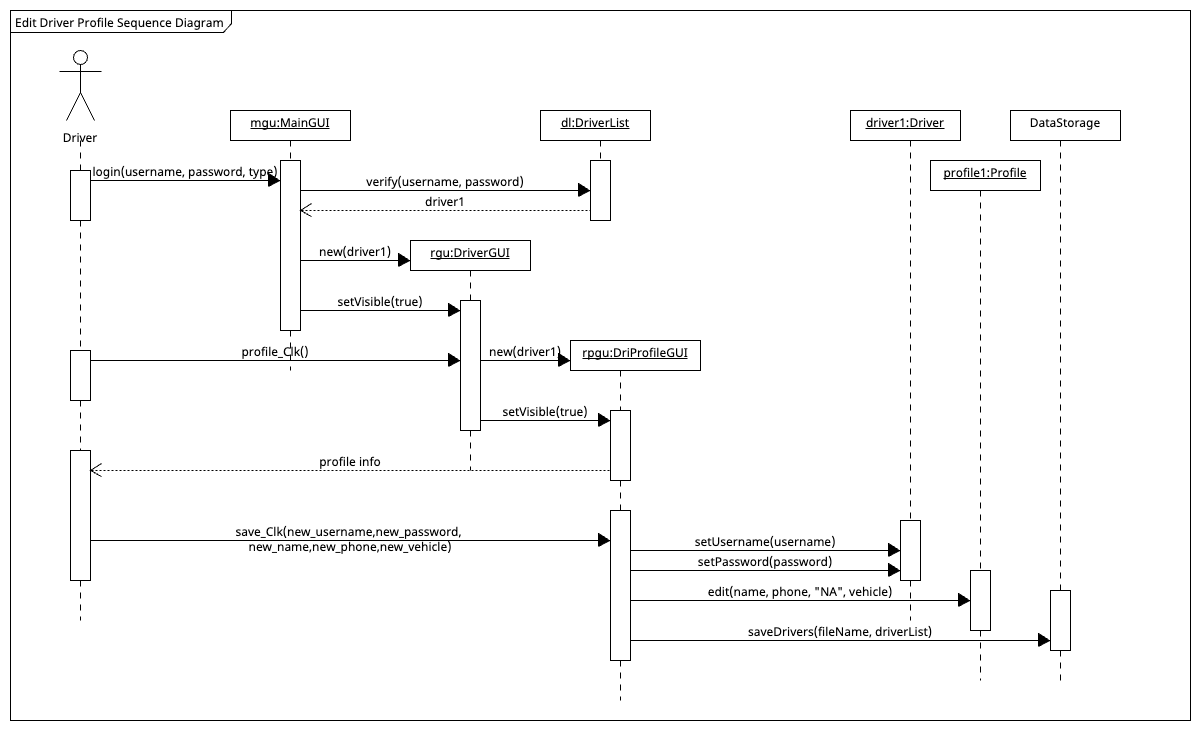 Edit Driver Profile Sequence Diagram
Driver
mgu:MainGUI
dl:DriverList
driver1:Driver
DataStorage
profile1:Profile
login(username, password, type)
verify(username, password)
driver1
new(driver1)
rgu:DriverGUI
setVisible(true)
profile_Clk()
new(driver1)
rpgu:DriProfileGUI
setVisible(true)
profile info
save_Clk(new_username,new_password,
new_name,new_phone,new_vehicle)
setUsername(username)
setPassword(password)
edit(name, phone, "NA", vehicle)
saveDrivers(fileName, driverList)